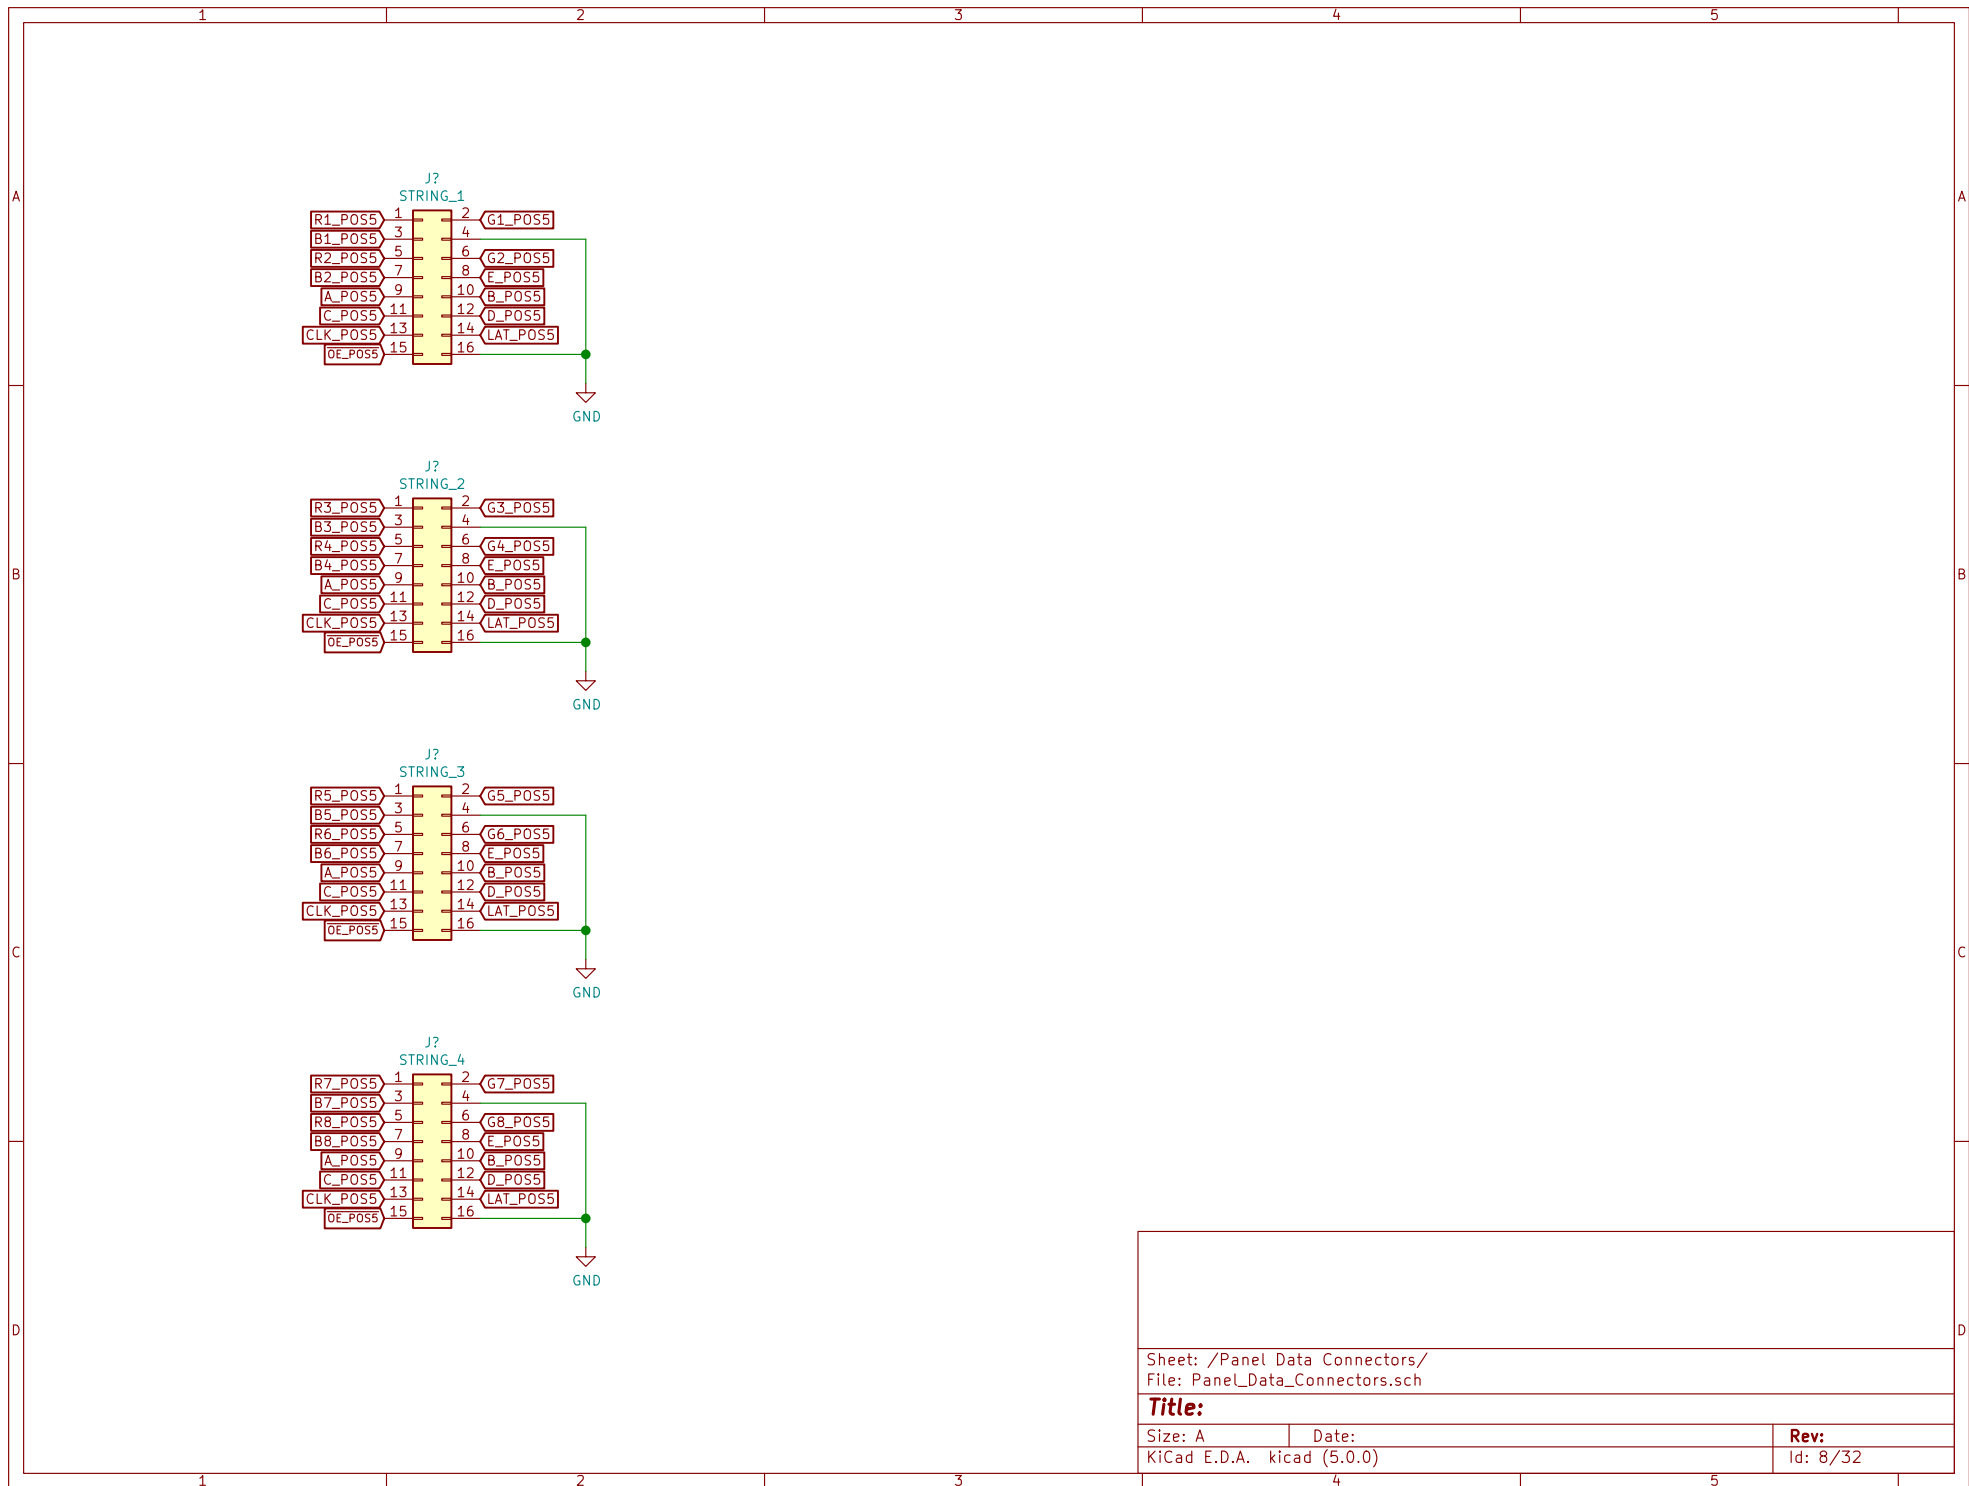 1 2 3 4 5
A A
J?
STRING_1
R1_POS5 1 2 G1_POS5
B1_POS5 3 4
R2_POS5 5 6 G2_POS5
B2_POS5 7 8 E_POS5
A_POS5 9 10 B_POS5
C_POS5 11 12 D_POS5
CLK_POS5 13 14 LAT_POS5
OE_POS5 15 16
GND
J?
STRING_2
R3_POS5 1 2 G3_POS5
B3_POS5 3 4
R4_POS5 5 6 G4_POS5
B4_POS5 7 8 E_POS5
B B
A_POS5 9 10 B_POS5
C_POS5 11 12 D_POS5
CLK_POS5 13 14 LAT_POS5
OE_POS5 15 16
GND
J?
STRING_3
R5_POS5 1 2 G5_POS5
B5_POS5 3 4
R6_POS5 5 6 G6_POS5
B6_POS5 7 8 E_POS5
A_POS5 9 10 B_POS5
C_POS5 11 12 D_POS5
CLK_POS5 13 14 LAT_POS5
OE_POS5 15 16
C C
GND
J?
STRING_4
R7_POS5 1 2 G7_POS5
B7_POS5 3 4
R8_POS5 5 6 G8_POS5
B8_POS5 7 8 E_POS5
A_POS5 9 10 B_POS5
C_POS5 11 12 D_POS5
CLK_POS5 13 14 LAT_POS5
OE_POS5 15 16
GND
D D
Sheet: /Panel Data Connectors/
File: Panel_Data_Connectors.sch
Title:
Size: A Date: Rev:
KiCad E.D.A. kicad (5.0.0) Id: 8/32
1 2 3 4 5